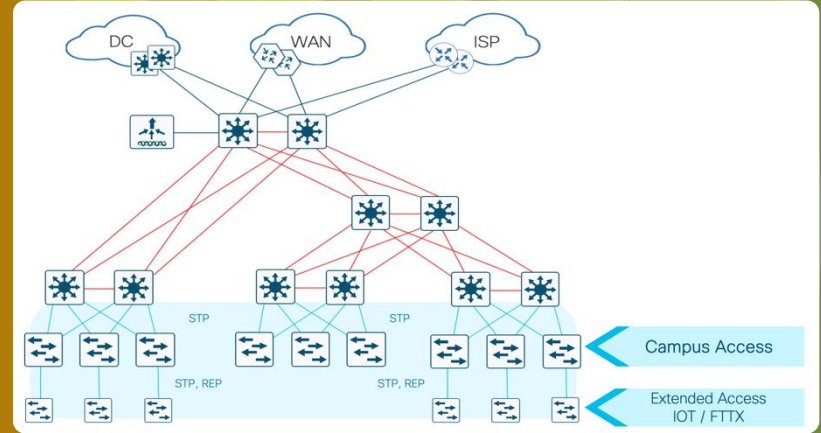 DC
WAN
ISP
STP
STP
Campus Access
STP, REP
STP, REP
Extended Access
IOT / FTTX